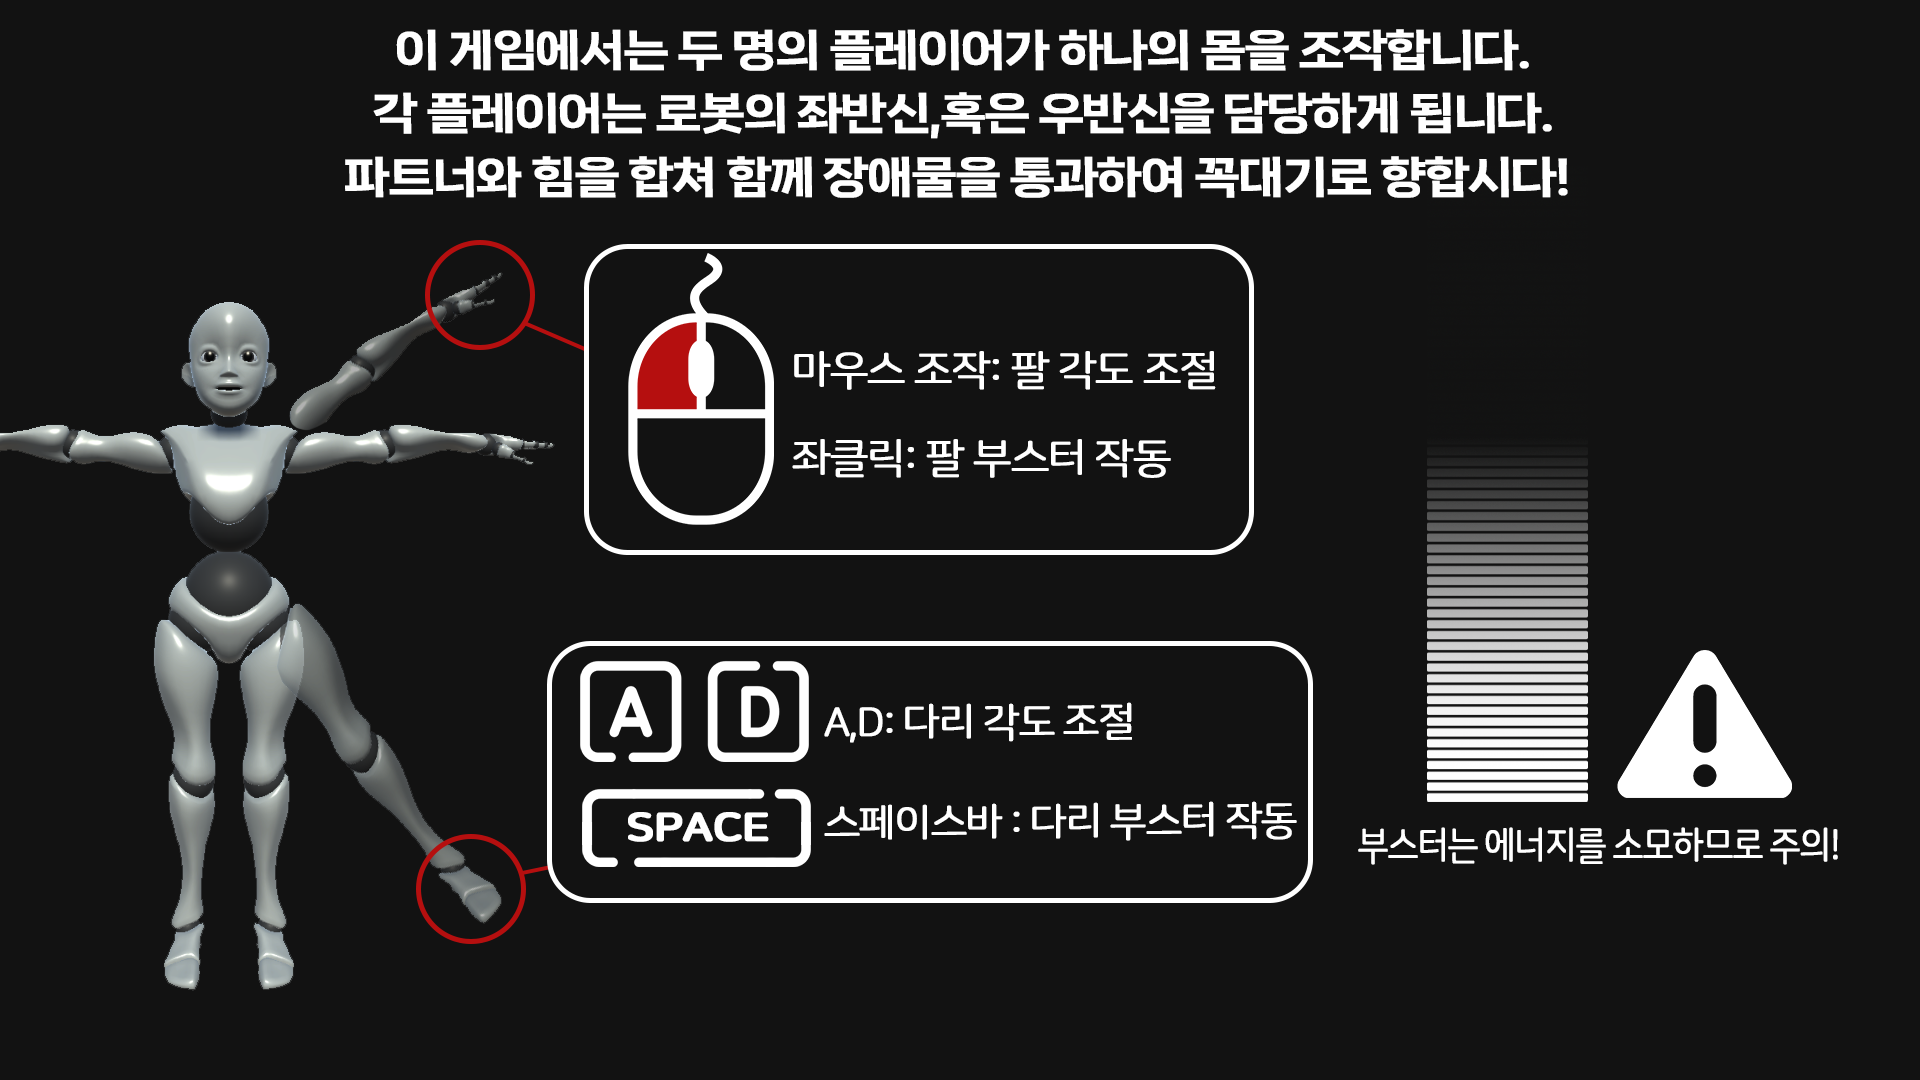 이 게임에서는 두 명의 플레이어가 하나의 몸을 조작합니다.
각 플레이어는 로봇의 좌반신,혹은 우반신을 담당하게 됩니다.
파트너와 힘을 합쳐 함께 장애물을 통과하여 꼭대기로 향합시다!
마우스 조작: 팔 각도 조절
좌클릭: 팔 부스터 작동
A D
A,D: 다리 각도 조절
SPACE
스페이스바 : 다리 부스터 작동
부스터는 에너지를 소모하므로 주의!